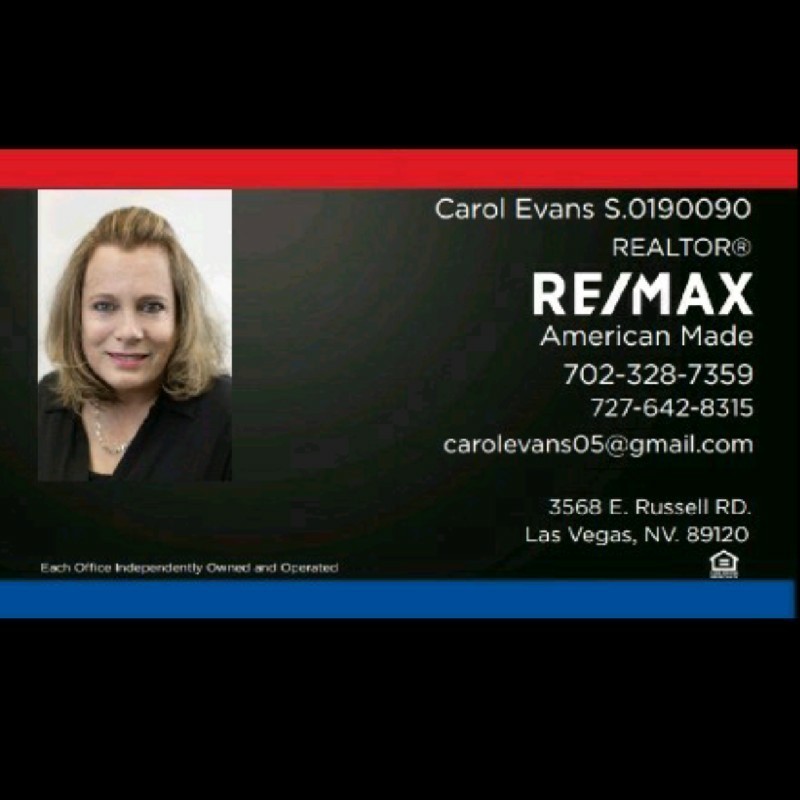 Carol Evans S.0190090
REALTOR®
RE/MAX
American Made
702-328-7359
727-642-8315
carolevans05@gmail.com
3568 E. Russell RD.
Las Vegas, NV. 89120
Each Office Independently Owned and Operated